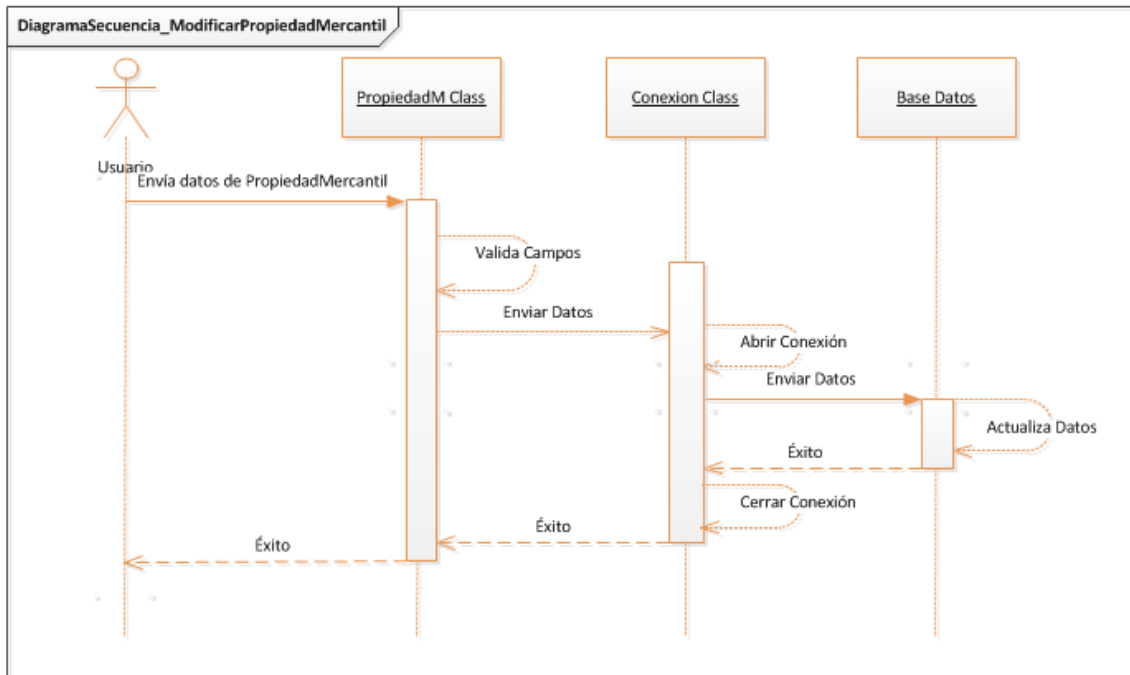 DiagramaSecuencia_ModificarPropiedadMercantil
PropiedadM Class
Conexion Class
Base Datos
Usuario
Envía datos de PropiedadMercantil
Valida Campos
Enviar Datos
Abrir Conexión
Enviar Datos
Actualiza Datos
Éxito
Cerrar Conexión
Éxito
Éxito